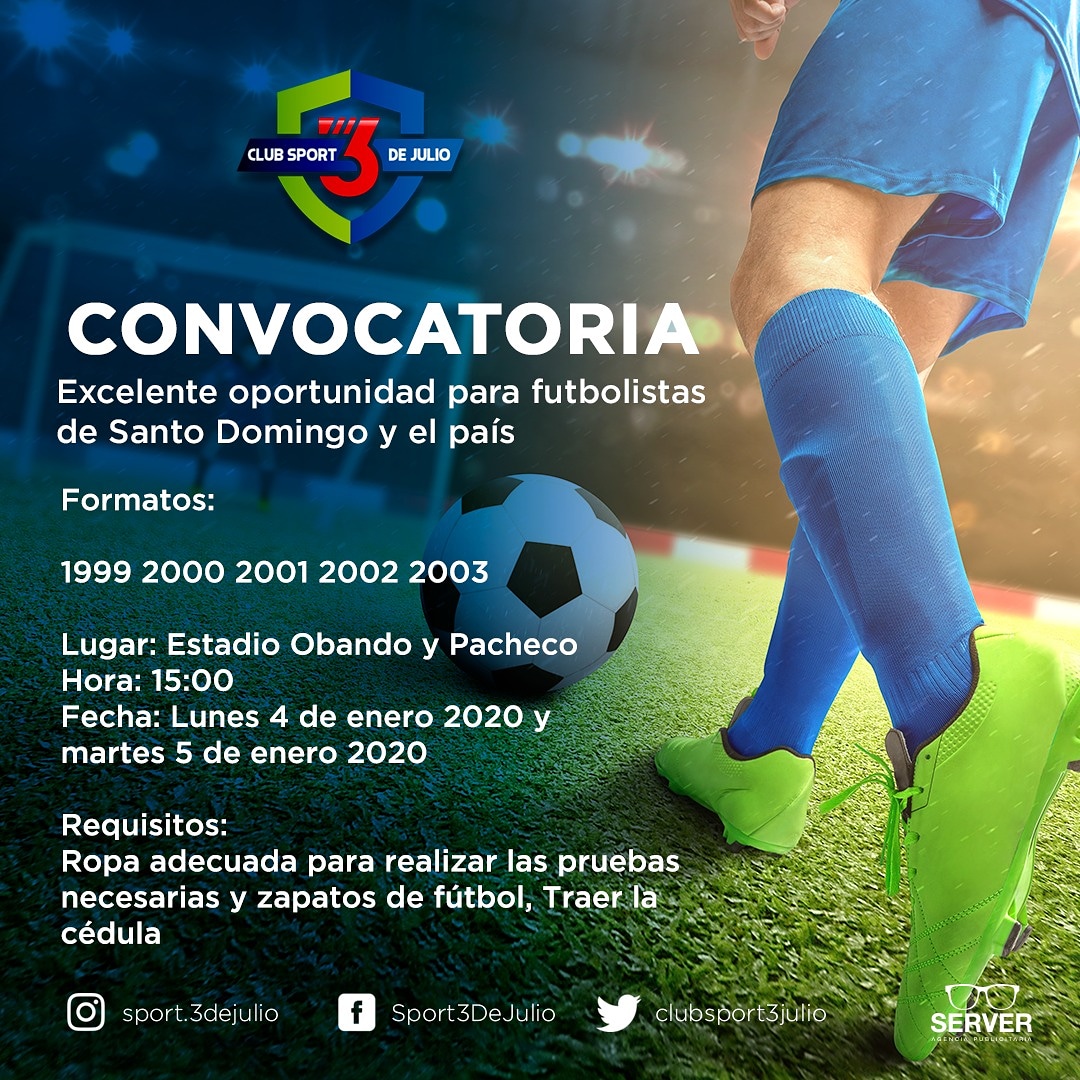 CLUB SPORT 3 DE JULIO
CONVOCATORIA
Excelente oportunidad para futbolistas
de Santo Domingo y el país
Formatos:
1999 2000 2001 2002 2003
Lugar: Estadio Obando y Pacheco
Hora: 15:00
Fecha: Lunes 4 de enero 2020 y
martes 5 de enero 2020
Requisitos:
Ropa adecuada para realizar las pruebas
necesarias y zapatos de fútbol, Traer la
cédula
sport.3dejulio Sport3DeJulio clubsport3julio
SERVER
AGENCIA PUBLICITARIA